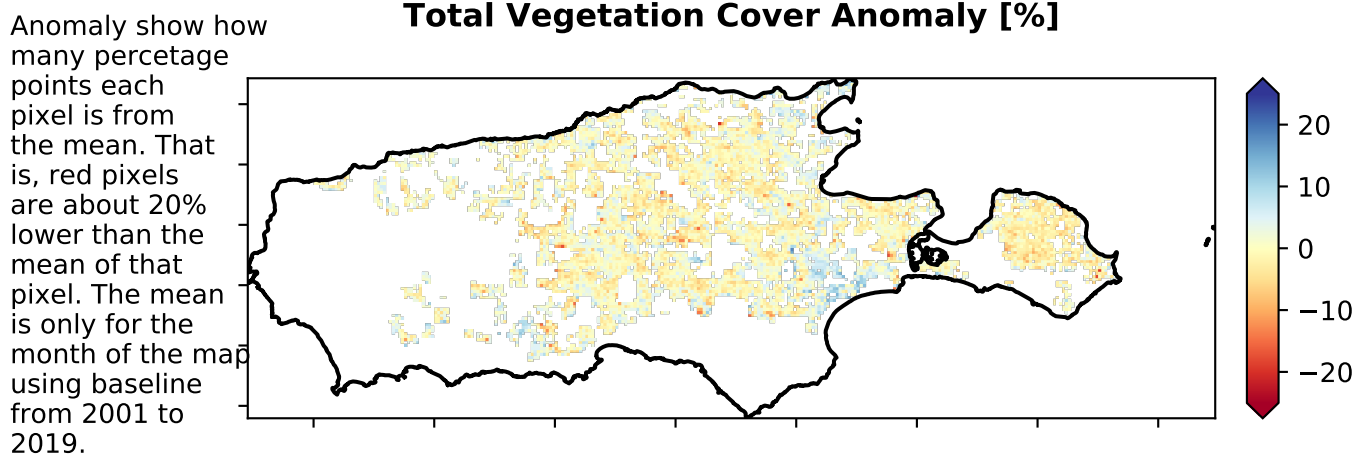 Total Vegetation Cover Anomaly [%]
Anomaly show how
many percetage
points each
pixel is from
the mean. That
is, red pixels
are about 20%
lower than the
mean of that
pixel. The mean
is only for the
month of the map
using baseline
from 2001 to
2019.
20
10
0
−10
−20